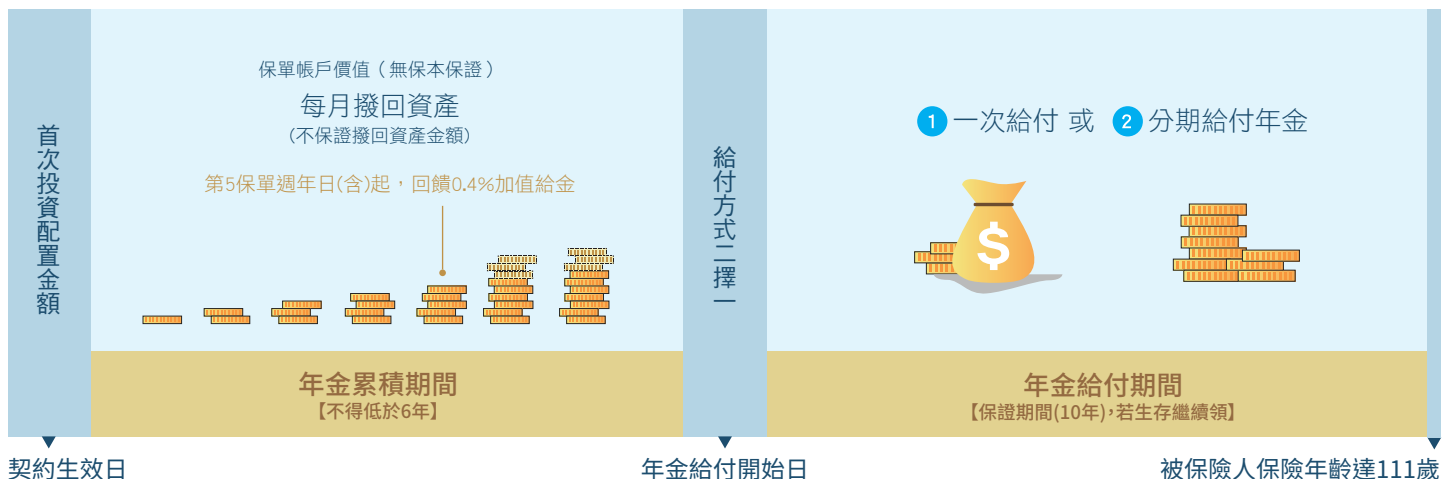 首次投資配置金額
保單帳戶價值（無保本保證）
每月撥回資產
(不保證撥回資產金額)
第5保單週年日(含)起，回饋0.4%加值給金
年金累積期間
【不得低於6年】
給付方式二擇一
1 一次給付 或 2 分期給付年金
$
年金給付期間
【保證期間(10年)，若生存繼續領】
契約生效日
年金給付開始日
被保險人保險年齡達111歲